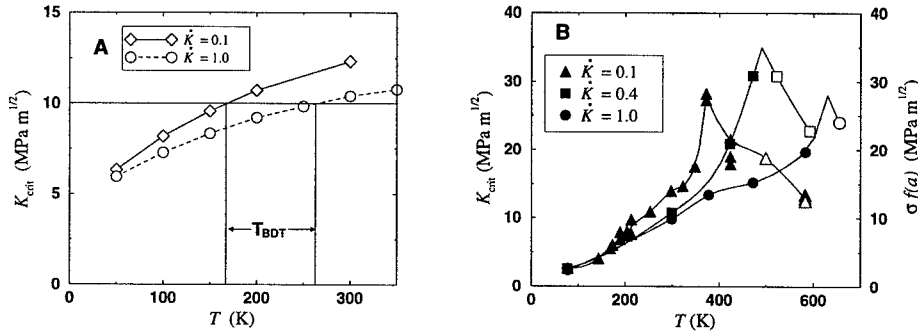 A
K̇ = 0.1
K̇ = 1.0
15
10
5
0
K_crit (MPa m^1/2)
T_BDT
0 100 200 300
T (K)
B
K̇ = 0.1
K̇ = 0.4
K̇ = 1.0
40
30
20
10
0
K_crit (MPa m^1/2)
40
30
20
10
0
σ f(a) (MPa m^1/2)
0 200 400 600
T (K)